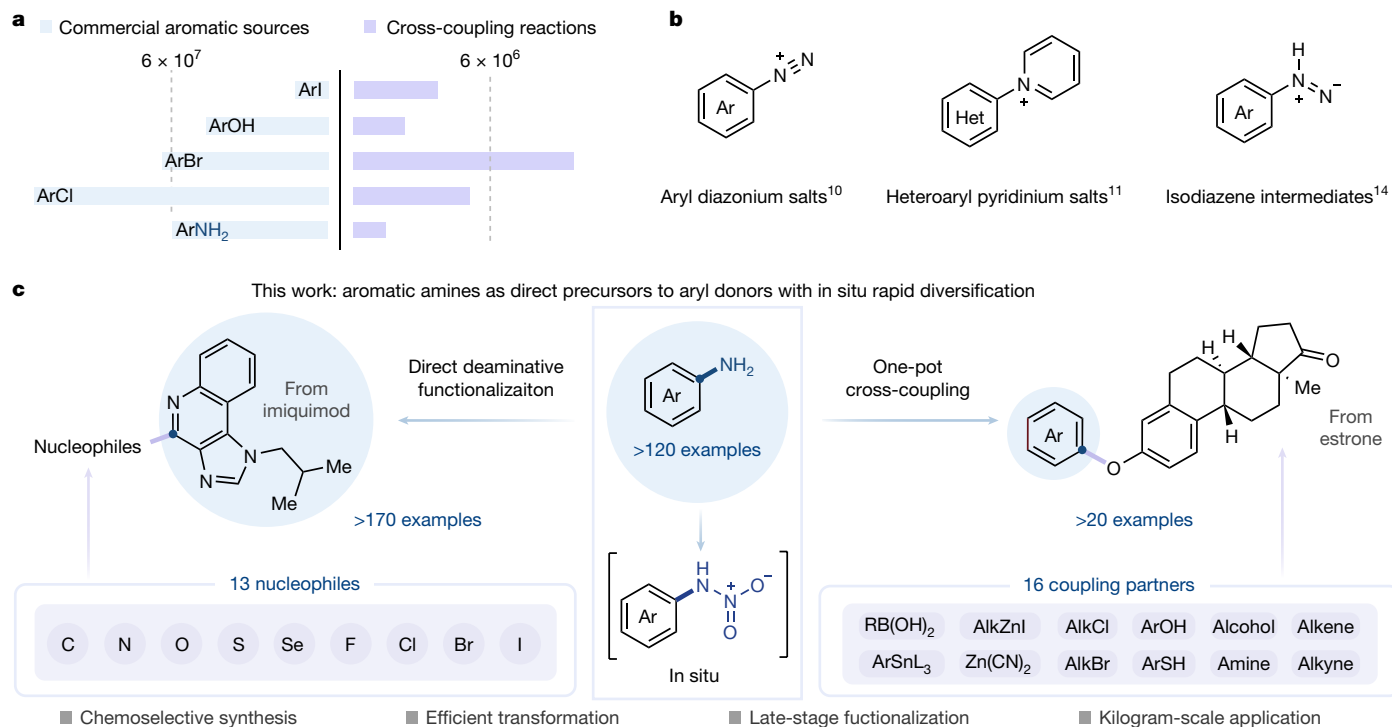 a
Commercial aromatic sources
Cross-coupling reactions
6 × 10⁷
6 × 10⁶
ArI
ArOH
ArBr
ArCl
ArNH₂
b
Ar
N
+
N
Aryl diazonium salts¹⁰
Het
N
+
Heteroaryl pyridinium salts¹¹
H
N
+
N
−
Ar
Isodiazene intermediates¹⁴
c
This work: aromatic amines as direct precursors to aryl donors with in situ rapid diversification
Nucleophiles
N
N
N
Me
Me
From
imiquimod
>170 examples
Direct deaminative
functionalizaiton
NH₂
Ar
>120 examples
H
N
N
+
O
−
O
Ar
In situ
One-pot
cross-coupling
Ar
O
H
H
H
Me
O
From
estrone
>20 examples
13 nucleophiles
C N O S Se F Cl Br I
16 coupling partners
RB(OH)₂ AlkZnI AlkCl ArOH Alcohol Alkene
ArSnL₃ Zn(CN)₂ AlkBr ArSH Amine Alkyne
Chemoselective synthesis
Efficient transformation
Late-stage fuctionalization
Kilogram-scale application